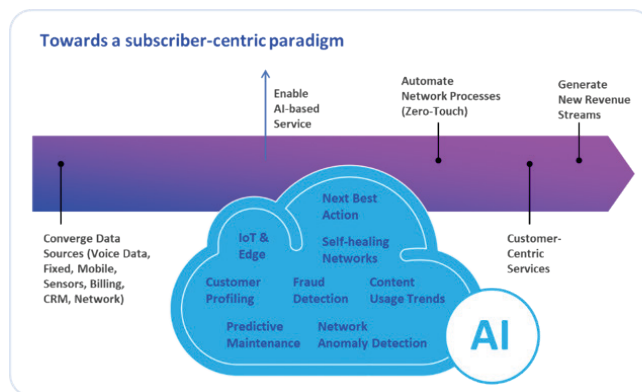 Towards a subscriber-centric paradigm
Enable
AI-based
Service
Automate
Network Processes
(Zero-Touch)
Generate
New Revenue
Streams
Converge Data
Sources (Voice Data,
Fixed, Mobile,
Sensors, Billing,
CRM, Network)
Customer-
Centric
Services
Next Best
Action
IoT &
Edge
Self-healing
Networks
Customer
Profiling
Fraud
Detection
Content
Usage Trends
Predictive
Maintenance
Network
Anomaly Detection
AI